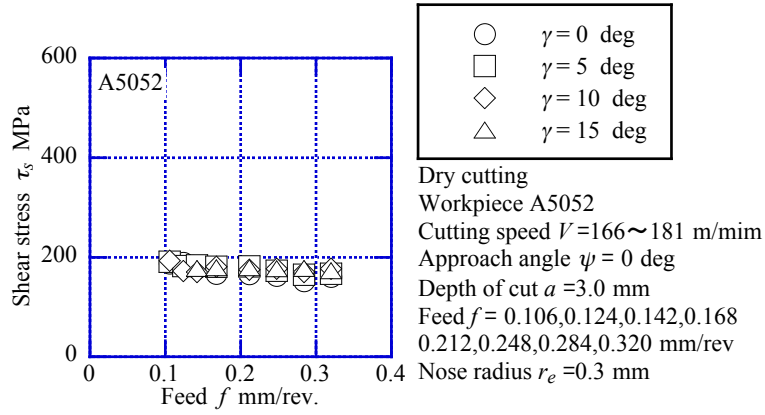 600
400
200
0
0
0.1
0.2
0.3
0.4
A5052
Shear stress τs MPa
Feed f mm/rev.
γ = 0 deg
γ = 5 deg
γ = 10 deg
γ = 15 deg
Dry cutting
Workpiece A5052
Cutting speed V=166〜181 m/mim
Approach angle ψ = 0 deg
Depth of cut a =3.0 mm
Feed f = 0.106,0.124,0.142,0.168
0.212,0.248,0.284,0.320 mm/rev
Nose radius re =0.3 mm